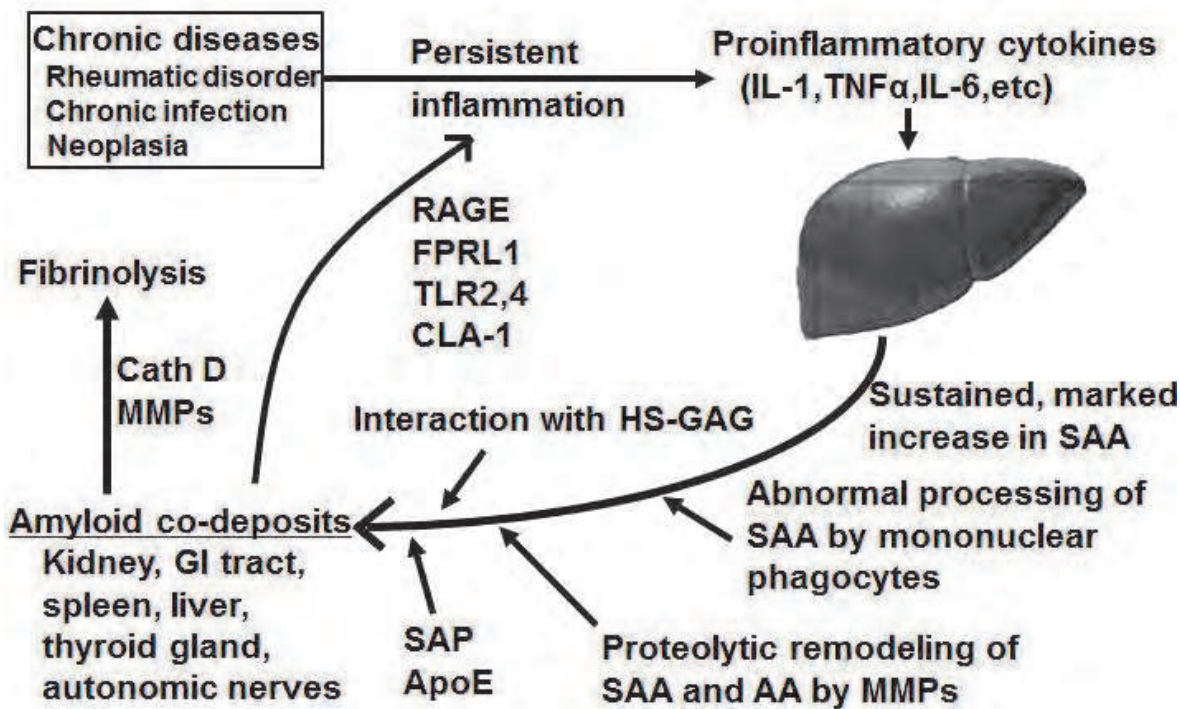 Chronic diseases
Rheumatic disorder
Chronic infection
Neoplasia
Persistent
inflammation
Proinflammatory cytokines
(IL-1,TNFα,IL-6,etc)
RAGE
FPRL1
TLR2,4
CLA-1
Fibrinolysis
Cath D
MMPs
Interaction with HS-GAG
Sustained, marked
increase in SAA
Abnormal processing of
SAA by mononuclear
phagocytes
Amyloid co-deposits
Kidney, GI tract,
spleen, liver,
thyroid gland,
autonomic nerves
SAP
ApoE
Proteolytic remodeling of
SAA and AA by MMPs